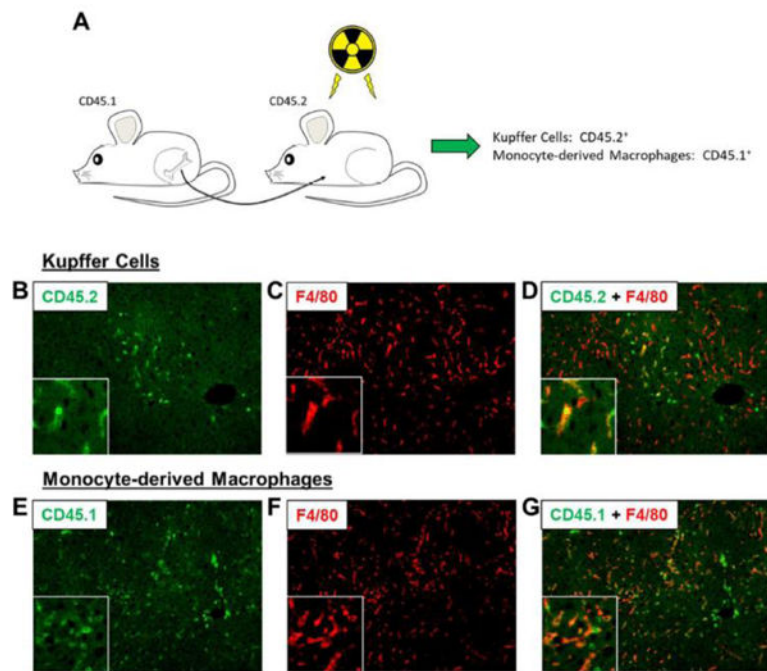 A
CD45.1
CD45.2
Kupffer Cells: CD45.2⁺
Monocyte-derived Macrophages: CD45.1⁺
Kupffer Cells
B CD45.2
C F4/80
D CD45.2 + F4/80
Monocyte-derived Macrophages
E CD45.1
F F4/80
G CD45.1 + F4/80